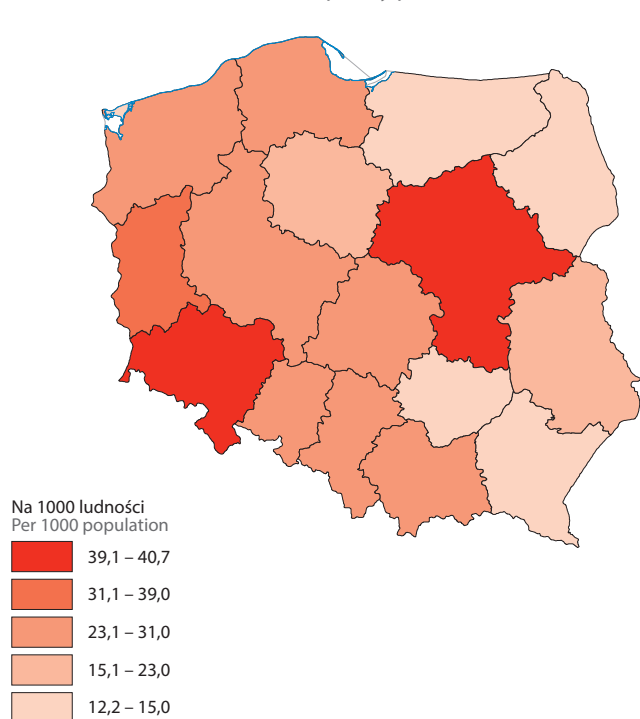 Na 1000 ludności
Per 1000 population
39,1 – 40,7
31,1 – 39,0
23,1 – 31,0
15,1 – 23,0
12,2 – 15,0